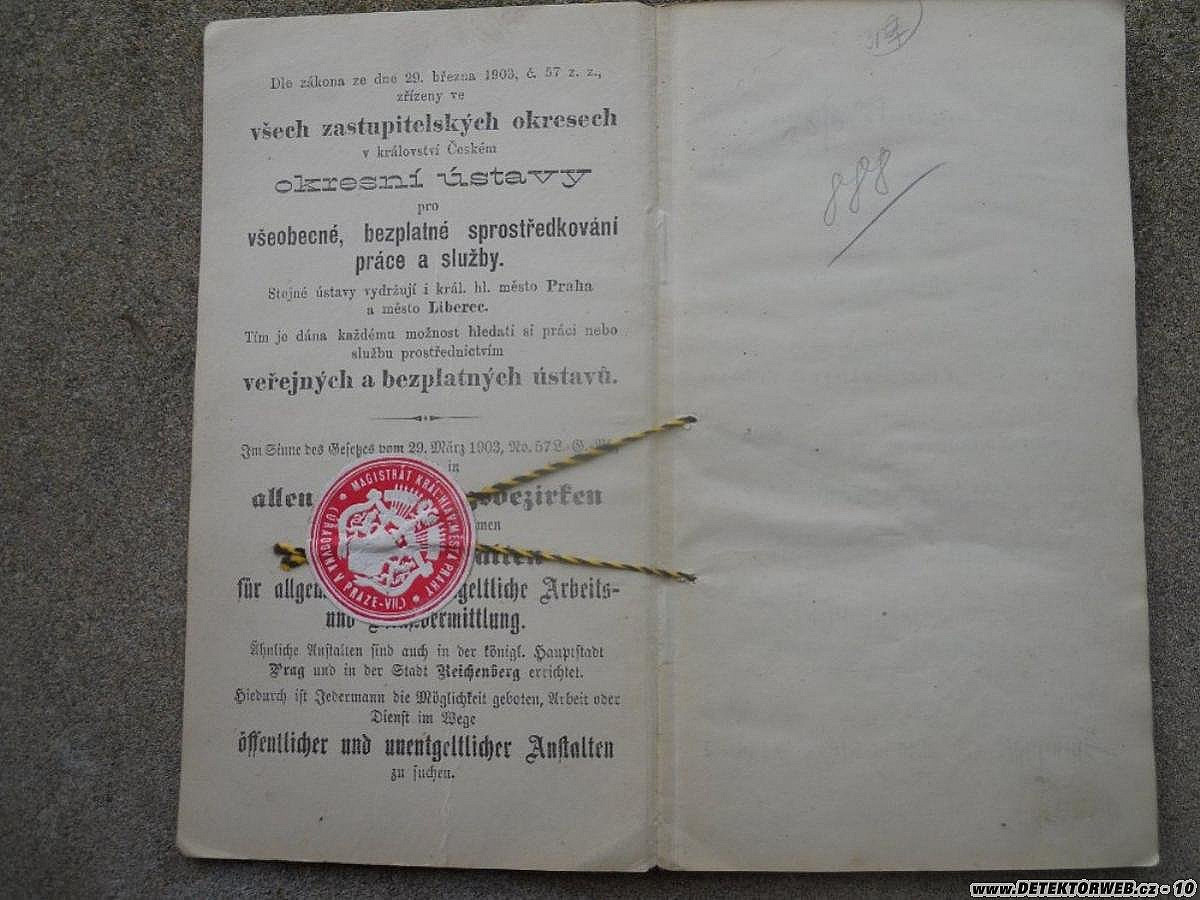 Dle zákona ze dne 29. března 1903, č. 57 z. z.,
zřízeny ve
všech zastupitelských okresech
v království Českém
okresní ústavy
pro
všeobecné, bezplatné sprostředkování
práce a služby.
Stejné ústavy vydržují i král. hl. město Praha
a město Liberec.
Tím je dána každému možnost hledati si práci nebo
službu prostřednictvím
veřejných a bezplatných ústavů.
Im Sinne des Gesetzes vom 29. März 1903, No. 57 L.-G.
in
allen
MAGISTRÁT KRÁL. HLAV. MĚSTA PRAHY
V PRAZE-VII.
für
Arbeits-
und
Ähnliche Anstalten sind auch in der königl. Hauptstadt
Prag und in der Stadt Reichenberg errichtet.
Hiedurch ist Jedermann die Möglichkeit geboten, Arbeit oder
Dienst im Wege
öffentlicher und unentgeltlicher Anstalten
zu suchen.
www.DETEKTORWEB.cz - 10